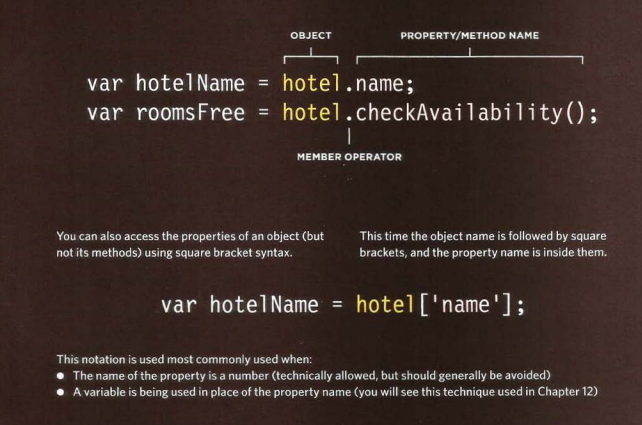 OBJECT PROPERTY/METHOD NAME
var hotelName = hotel.name;
var roomsFree = hotel.checkAvailability();
MEMBER OPERATOR
You can also access the properties of an object (but
not its methods) using square bracket syntax.
This time the object name is followed by square
brackets, and the property name is inside them.
var hotelName = hotel['name'];
This notation is used most commonly used when:
● The name of the property is a number (technically allowed, but should generally be avoided)
● A variable is being used in place of the property name (you will see this technique used in Chapter 12)